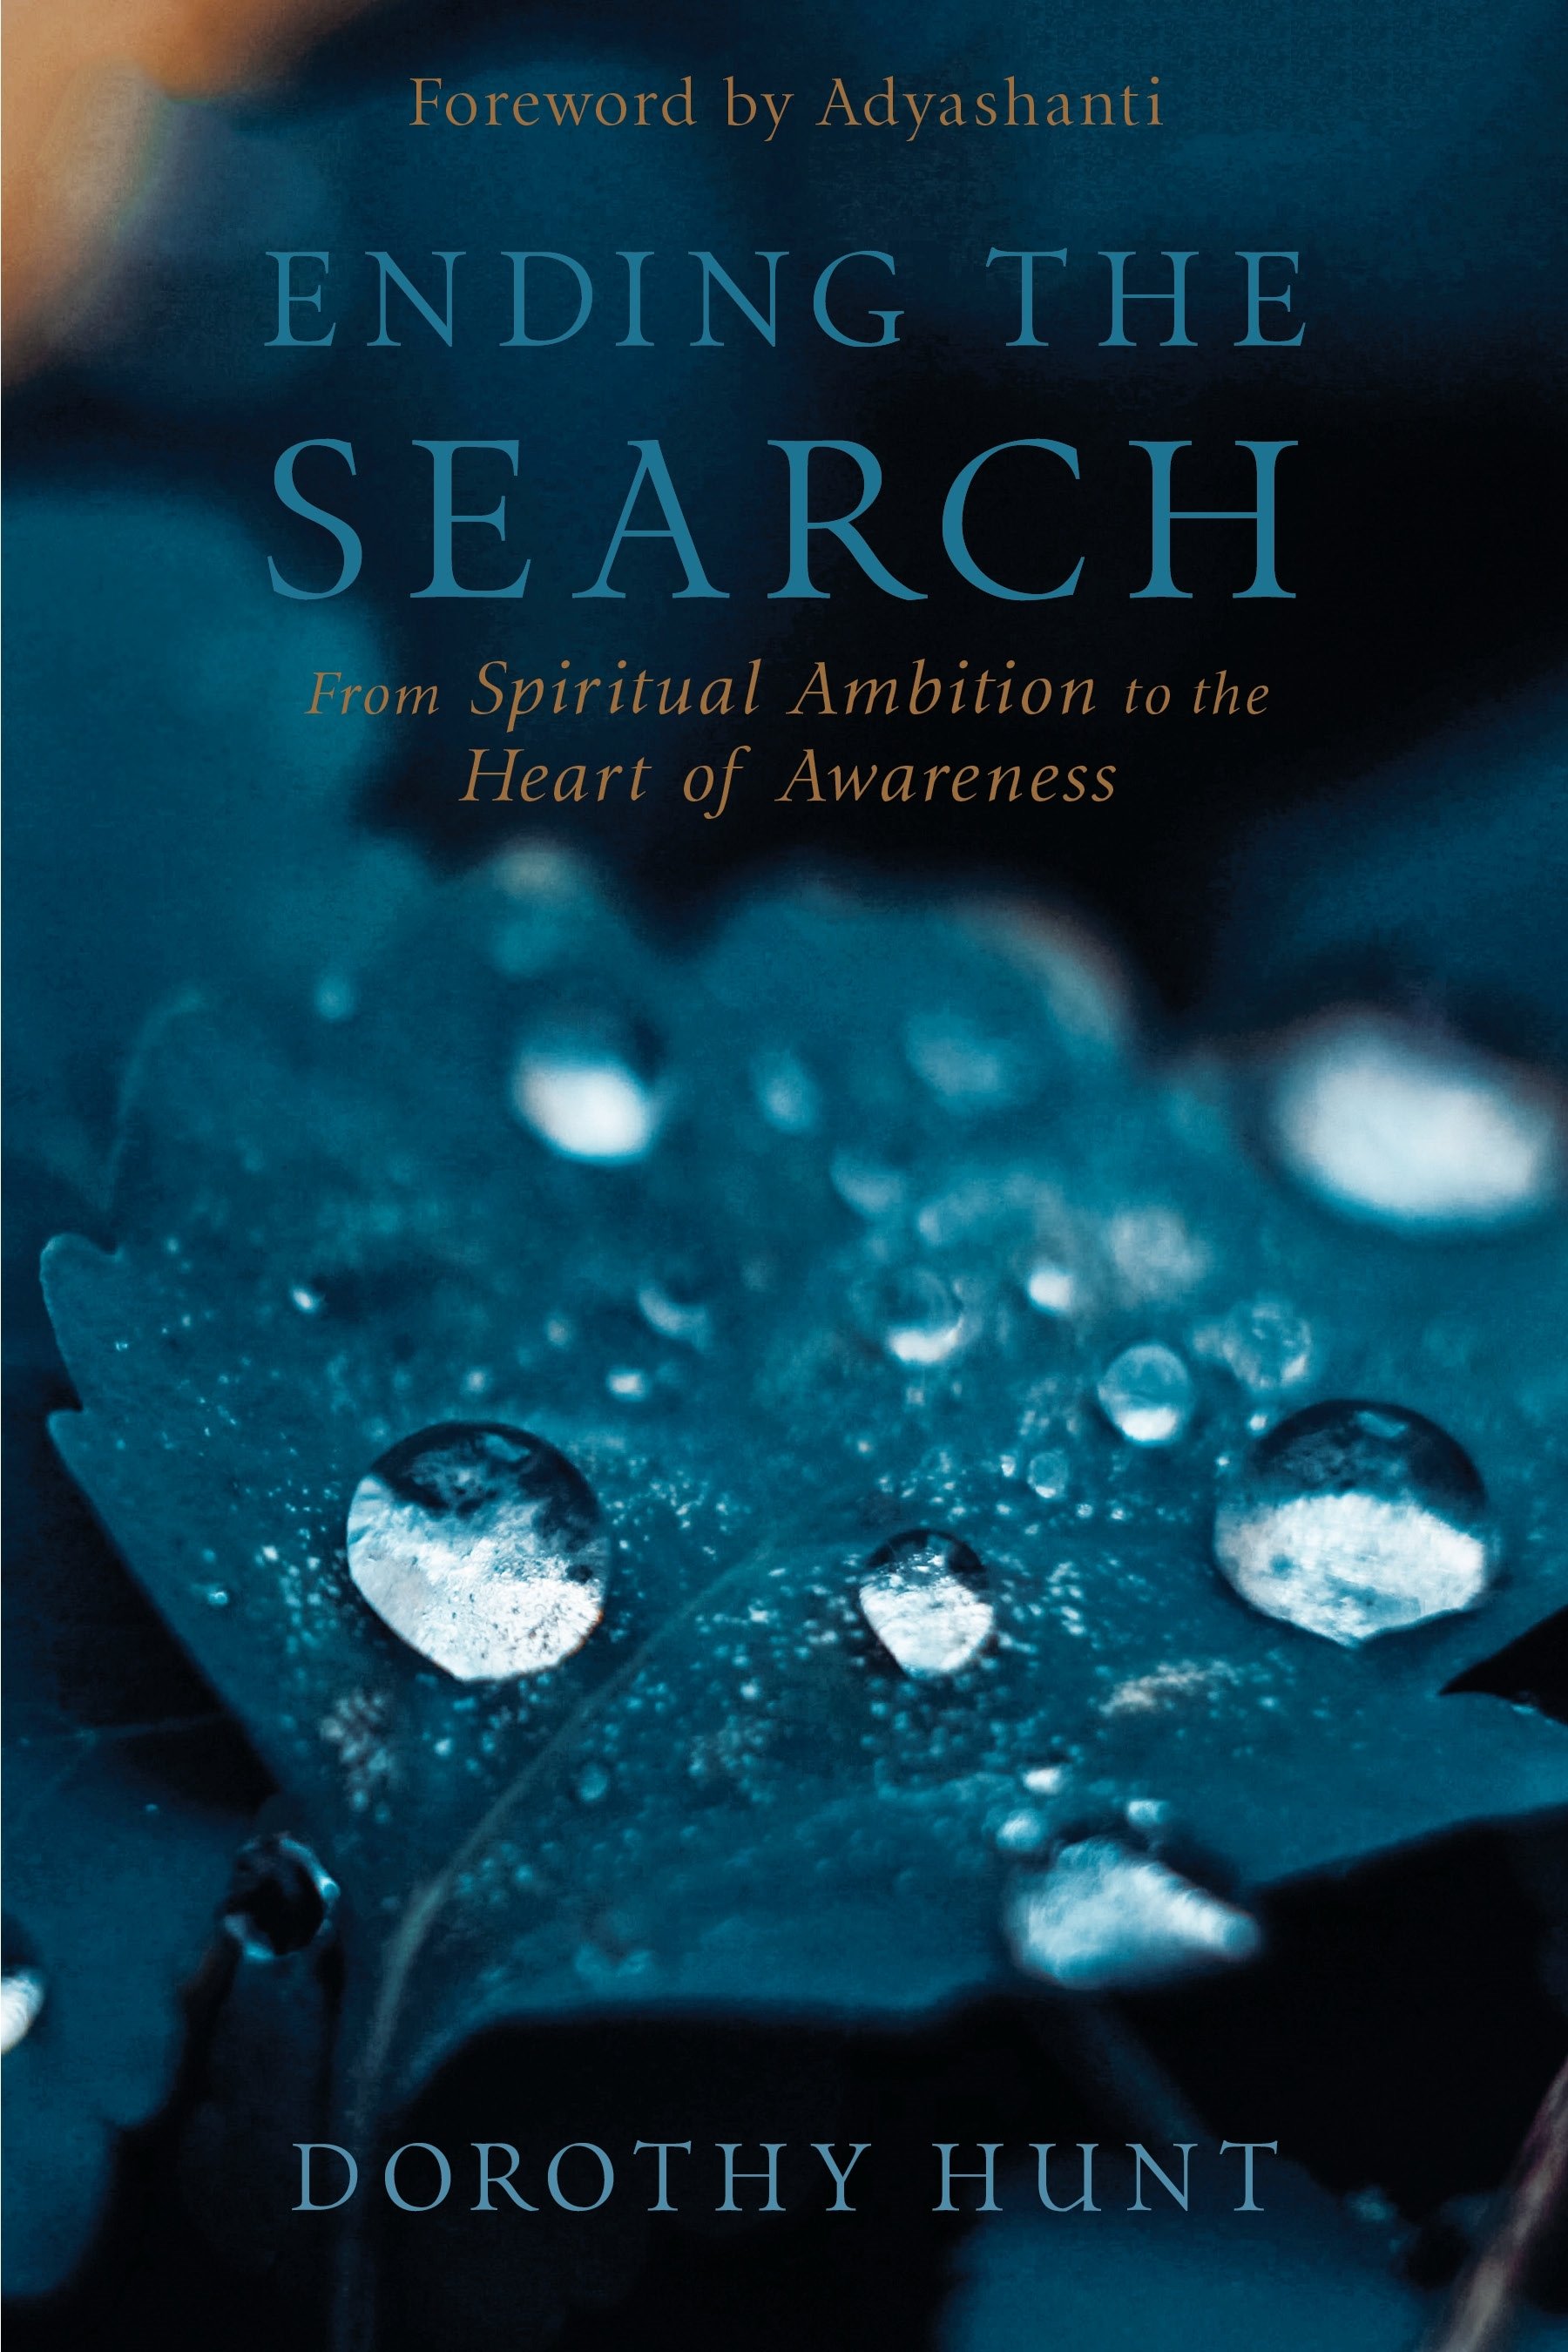 Foreword by Adyashanti
ENDING THE
SEARCH
From Spiritual Ambition to the
Heart of Awareness
DOROTHY HUNT